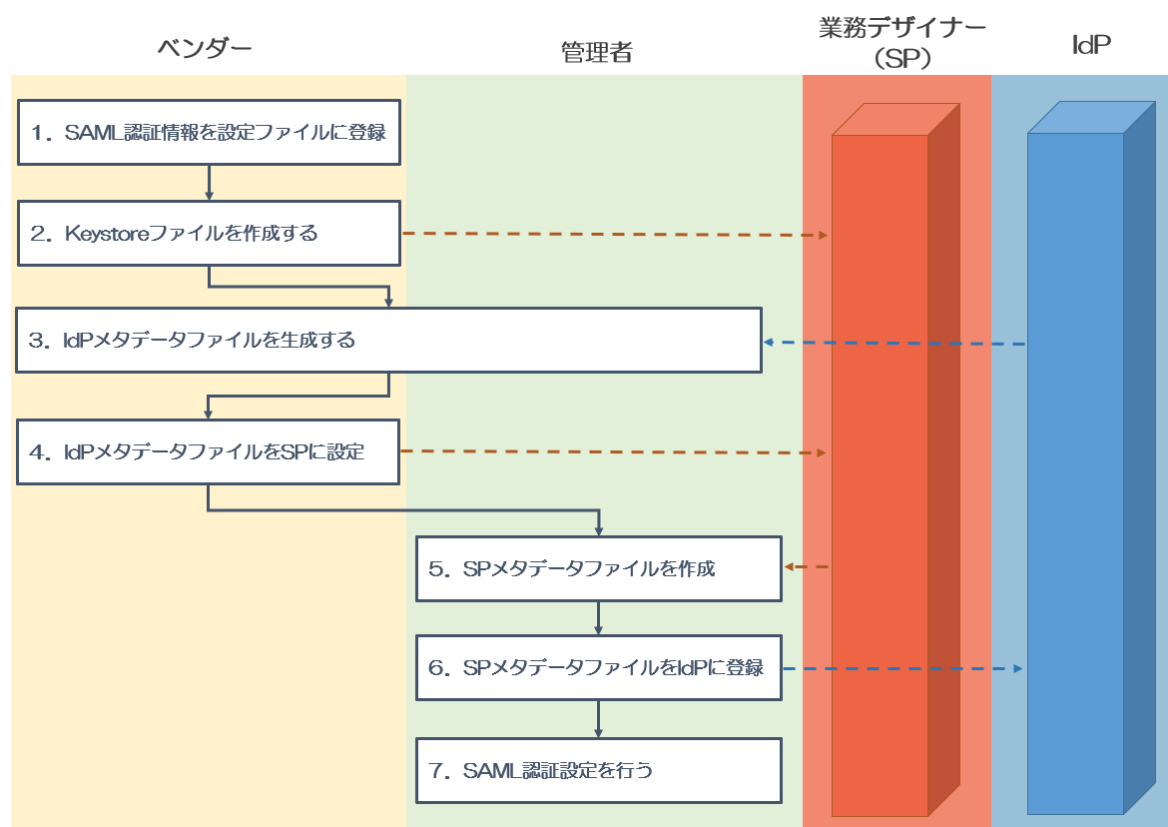 ベンダー
管理者
業務デザイナー
(SP)
IdP
1. SAML認証情報を設定ファイルに登録
2. Keystoreファイルを作成する
3. IdPメタデータファイルを生成する
4. IdPメタデータファイルをSPに設定
5. SPメタデータファイルを作成
6. SPメタデータファイルをIdPに登録
7. SAML認証設定を行う